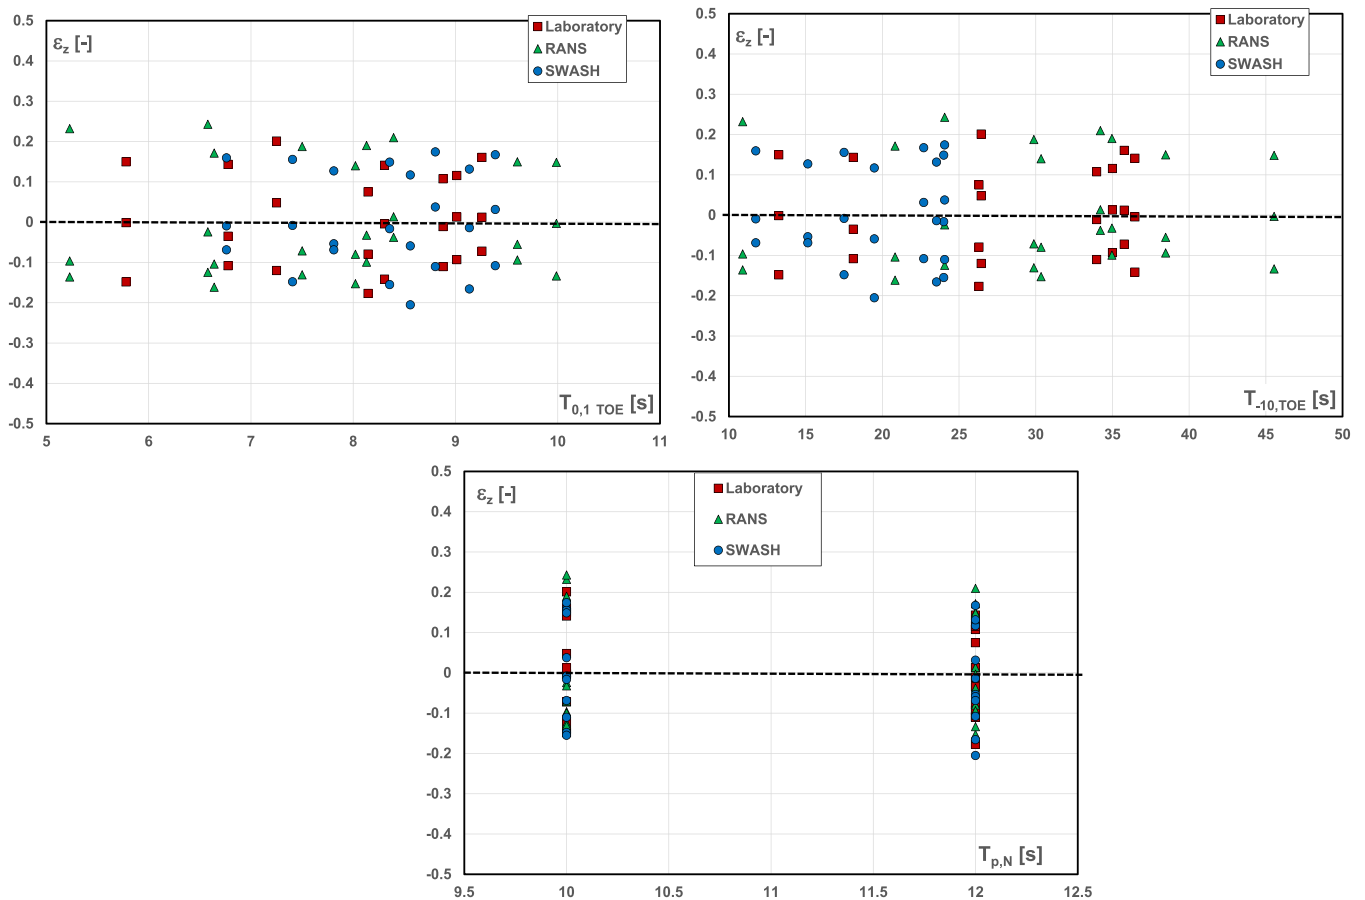 0.5
0.4
0.3
0.2
0.1
0
-0.1
-0.2
-0.3
-0.4
-0.5
εz [-]
Laboratory
RANS
SWASH
T0,1 TOE [s]
5 6 7 8 9 10 11
0.5
0.4
0.3
0.2
0.1
0
-0.1
-0.2
-0.3
-0.4
-0.5
εz [-]
Laboratory
RANS
SWASH
T-10,TOE [s]
10 15 20 25 30 35 40 45 50
0.5
0.4
0.3
0.2
0.1
0
-0.1
-0.2
-0.3
-0.4
-0.5
εz [-]
Laboratory
RANS
SWASH
Tp,N [s]
9.5 10 10.5 11 11.5 12 12.5